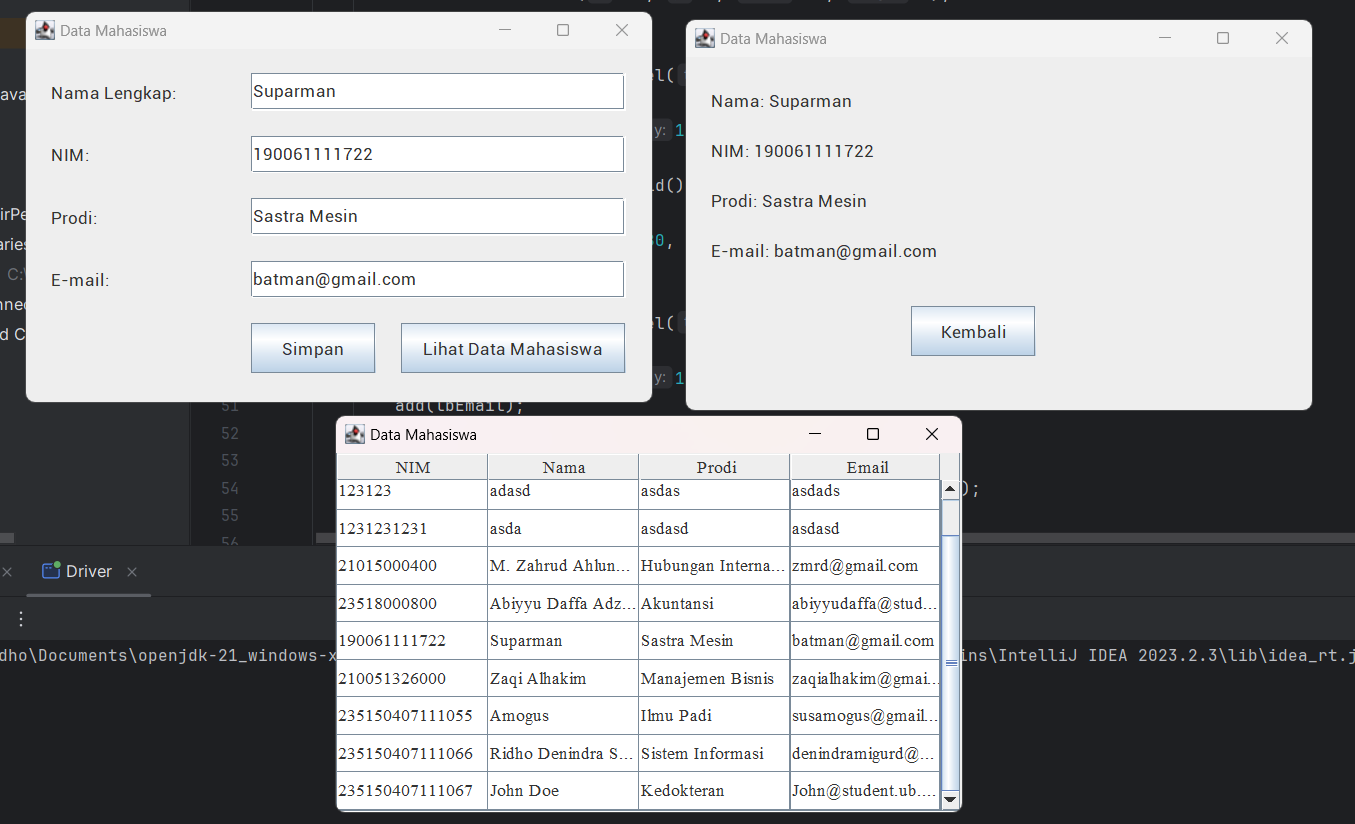 Data Mahasiswa
Nama Lengkap: Suparman
NIM: 190061111722
Prodi: Sastra Mesin
E-mail: batman@gmail.com
Simpan Lihat Data Mahasiswa
Data Mahasiswa
Nama: Suparman
NIM: 190061111722
Prodi: Sastra Mesin
E-mail: batman@gmail.com
Kembali
y: 1
y: 1
add(lbEmail);
51
52
53
54
55
56
Data Mahasiswa
NIM Nama Prodi Email
123123 adasd asdas asdads
1231231231 asda asdasd asdasd
21015000400 M. Zahrud Ahlun... Hubungan Interna... zmrd@gmail.com
23518000800 Abiyyu Daffa Adz... Akuntansi abiyyudaffa@stud...
190061111722 Suparman Sastra Mesin batman@gmail.com
210051326000 Zaqi Alhakim Manajemen Bisnis zaqialhakim@gmai...
235150407111055 Amogus Ilmu Padi susamogus@gmail...
235150407111066 Ridho Denindra S... Sistem Informasi denindramigurd@...
235150407111067 John Doe Kedokteran John@student.ub....
Driver
dho\Documents\openjdk-21_windows-x
ins\IntelliJ IDEA 2023.2.3\lib\idea_rt.j